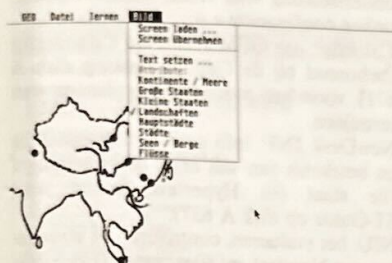 GEO Datei lernen Bild
Screen laden ...
Screen übernehmen
Text setzen ...
Attribute:
Kontinente / Meere
Große Staaten
Kleine Staaten
✓Landschaften
Hauptstädte
Städte
Seen / Berge
Flüsse